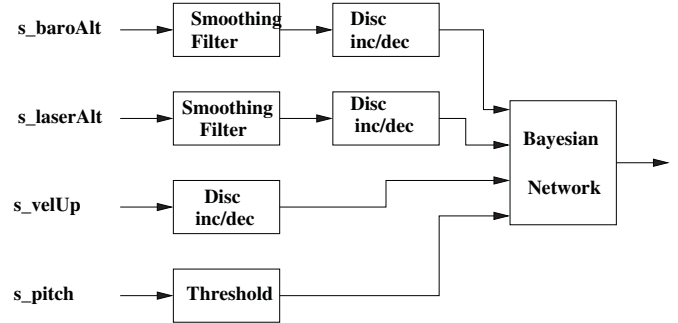 s_baroAlt
Smoothing
Filter
Disc
inc/dec
s_laserAlt
Smoothing
Filter
Disc
inc/dec
Bayesian
Network
s_velUp
Disc
inc/dec
s_pitch
Threshold